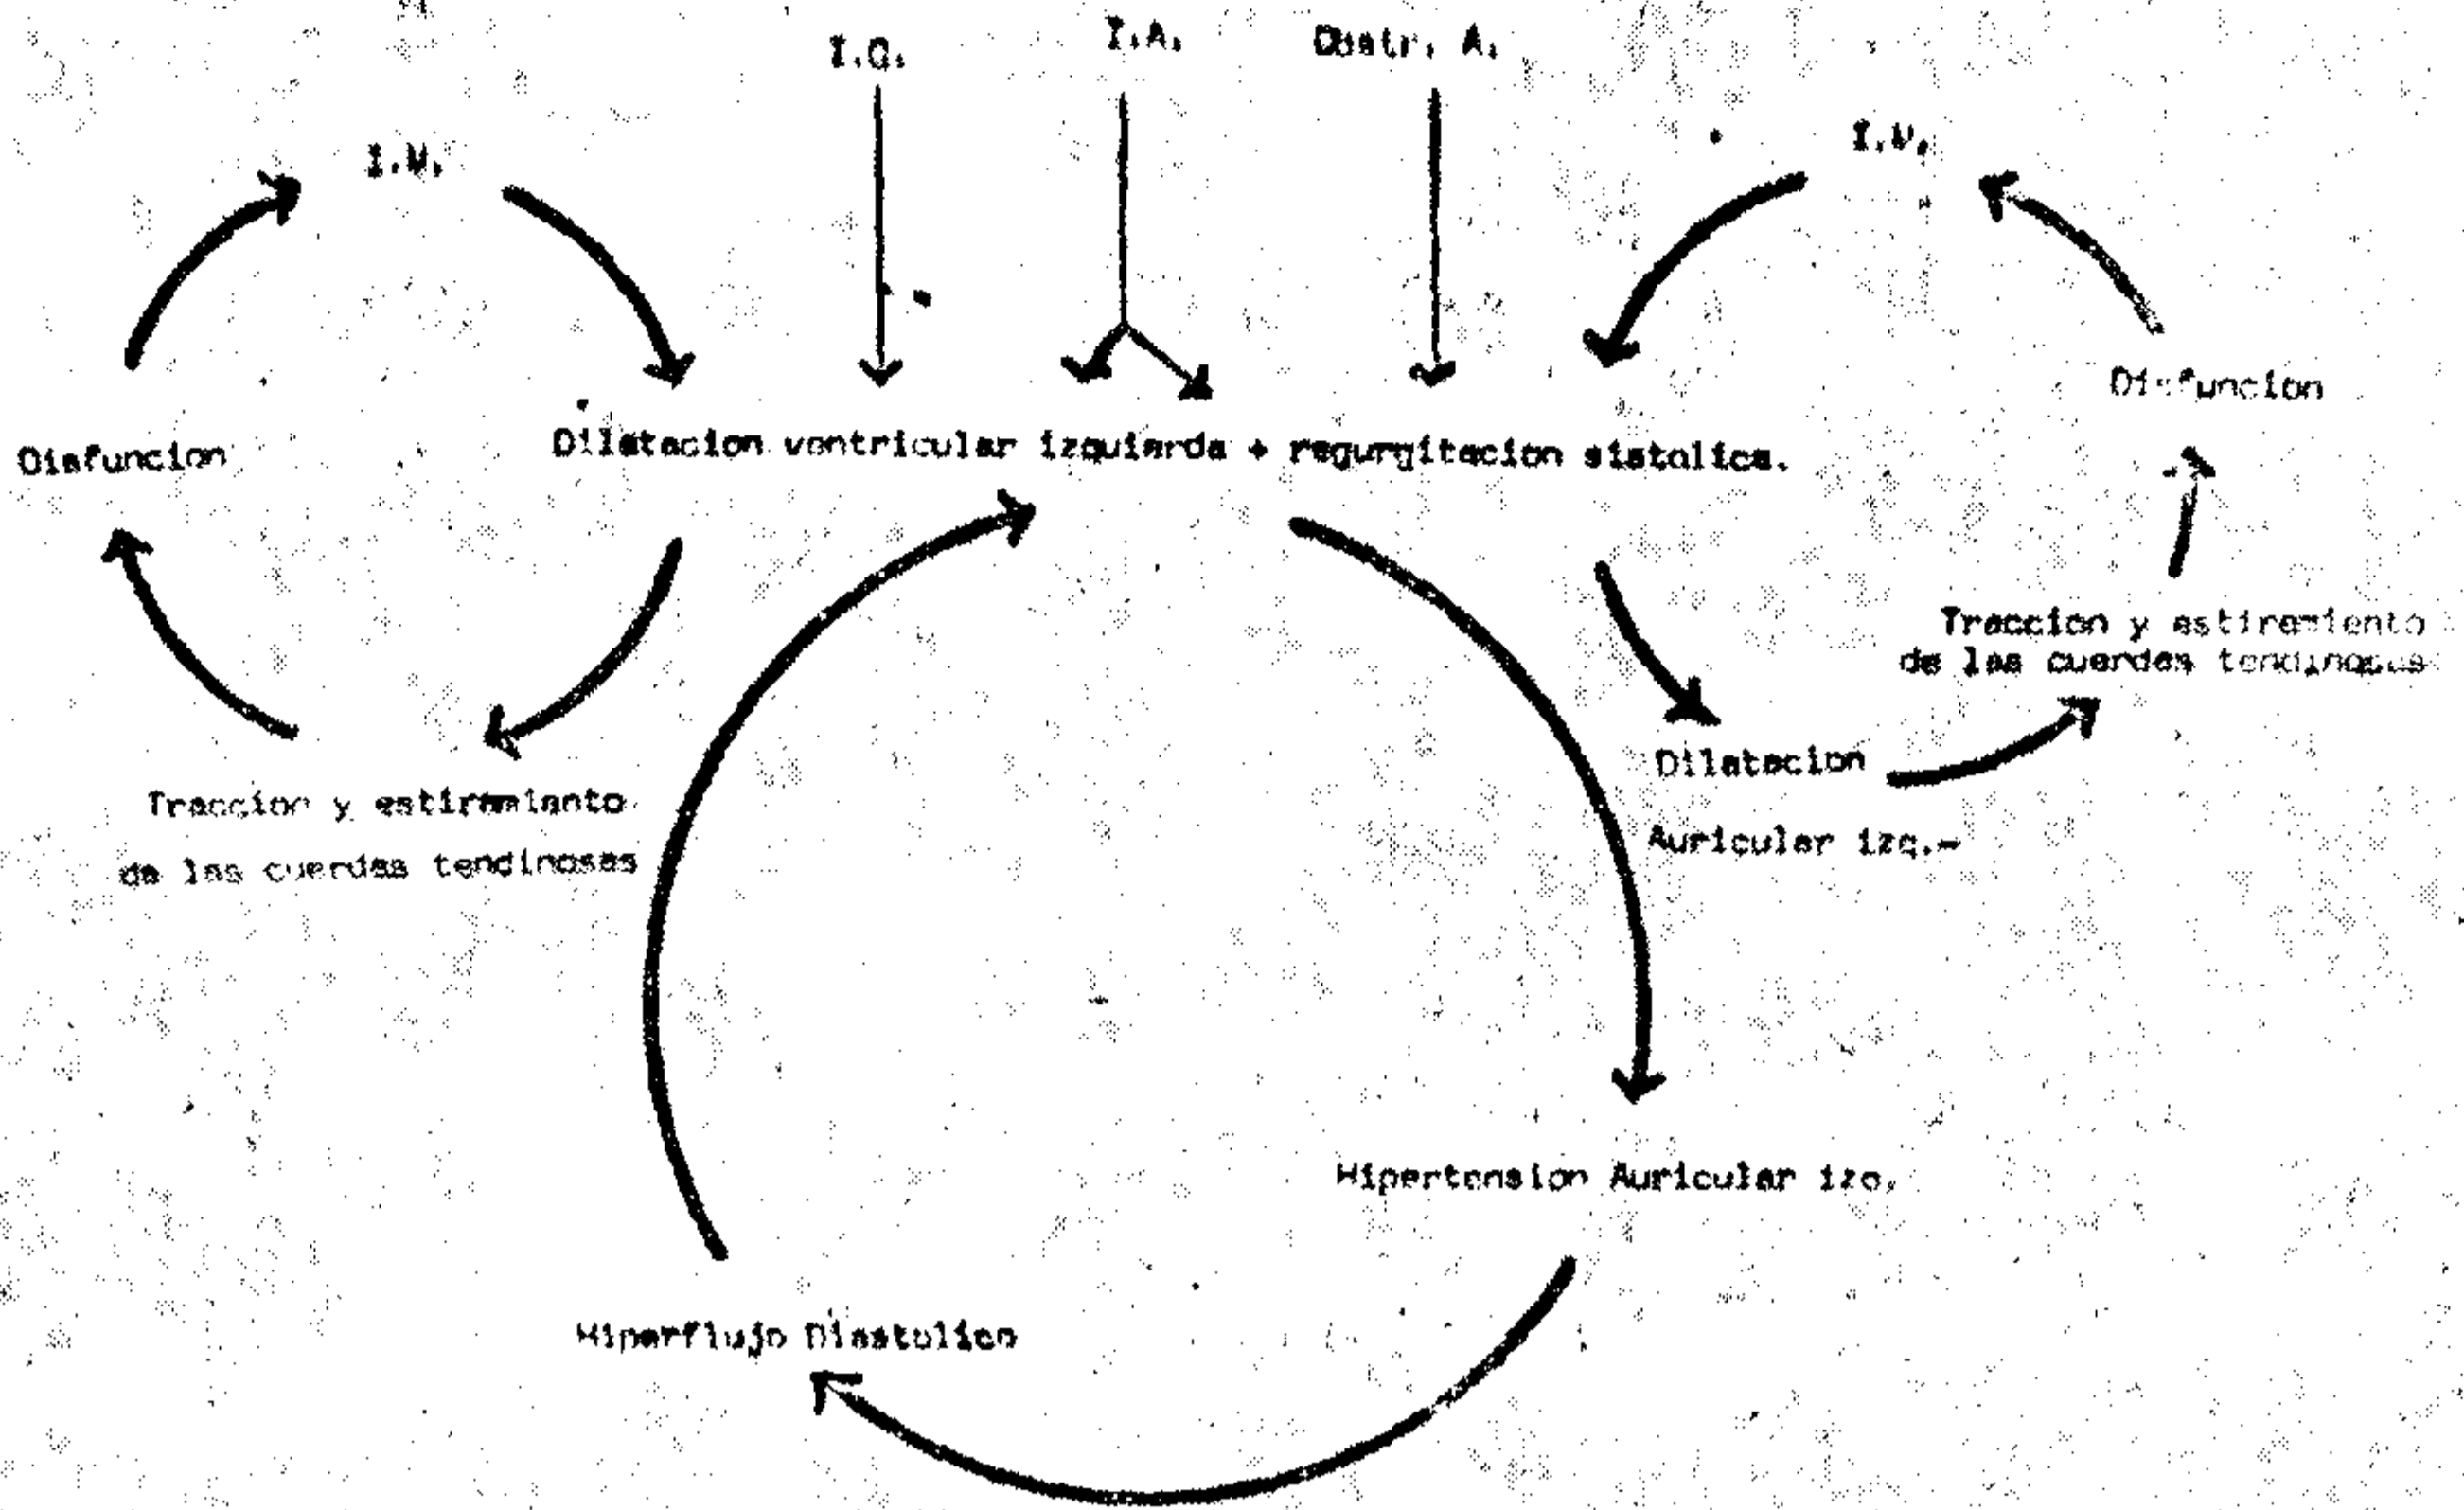 I.A.
Obstr. A.
Disfuncion
Dilatacion ventricular izquierda + regurgitacion sistolica.
Disfuncion
Traccion y estiramiento
de las cuerdas tendinosas
Dilatacion
Auricular izq.-
Traccion y estiramiento
de las cuerdas tendinosas
Hipertension Auricular izq.
Hiperflujo Diastolico